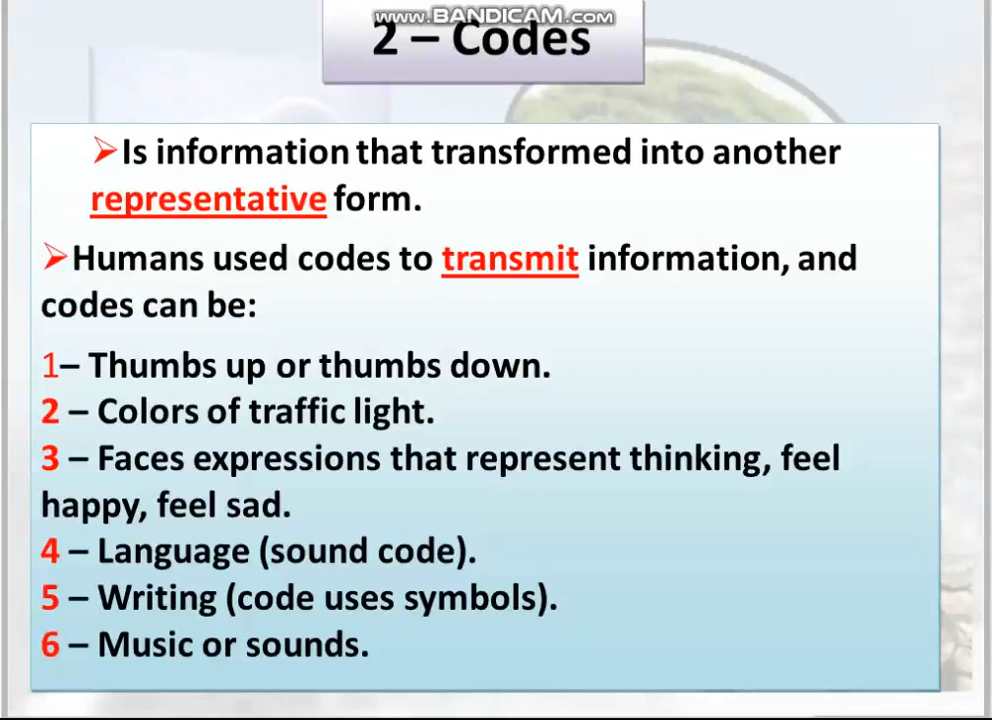 www.BANDICAM.com
2 – Codes
➢Is information that transformed into another
representative form.
➢Humans used codes to transmit information, and
codes can be:
1– Thumbs up or thumbs down.
2 – Colors of traffic light.
3 – Faces expressions that represent thinking, feel
happy, feel sad.
4 – Language (sound code).
5 – Writing (code uses symbols).
6 – Music or sounds.